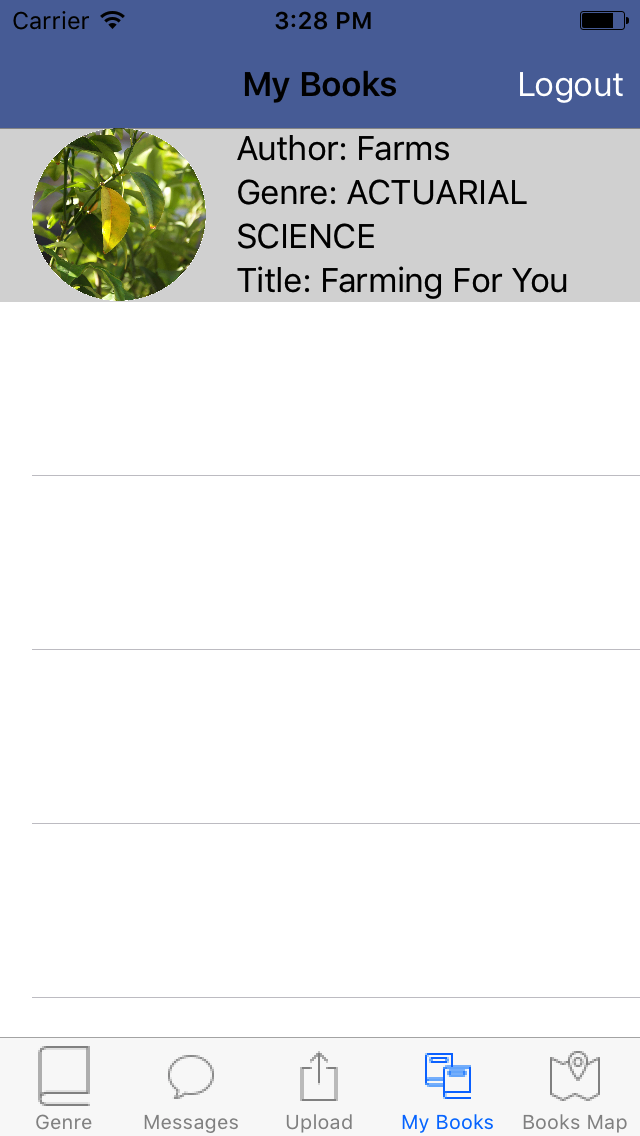 Carrier 3:28 PM
My Books Logout
Author: Farms
Genre: ACTUARIAL
SCIENCE
Title: Farming For You
Genre Messages Upload My Books Books Map